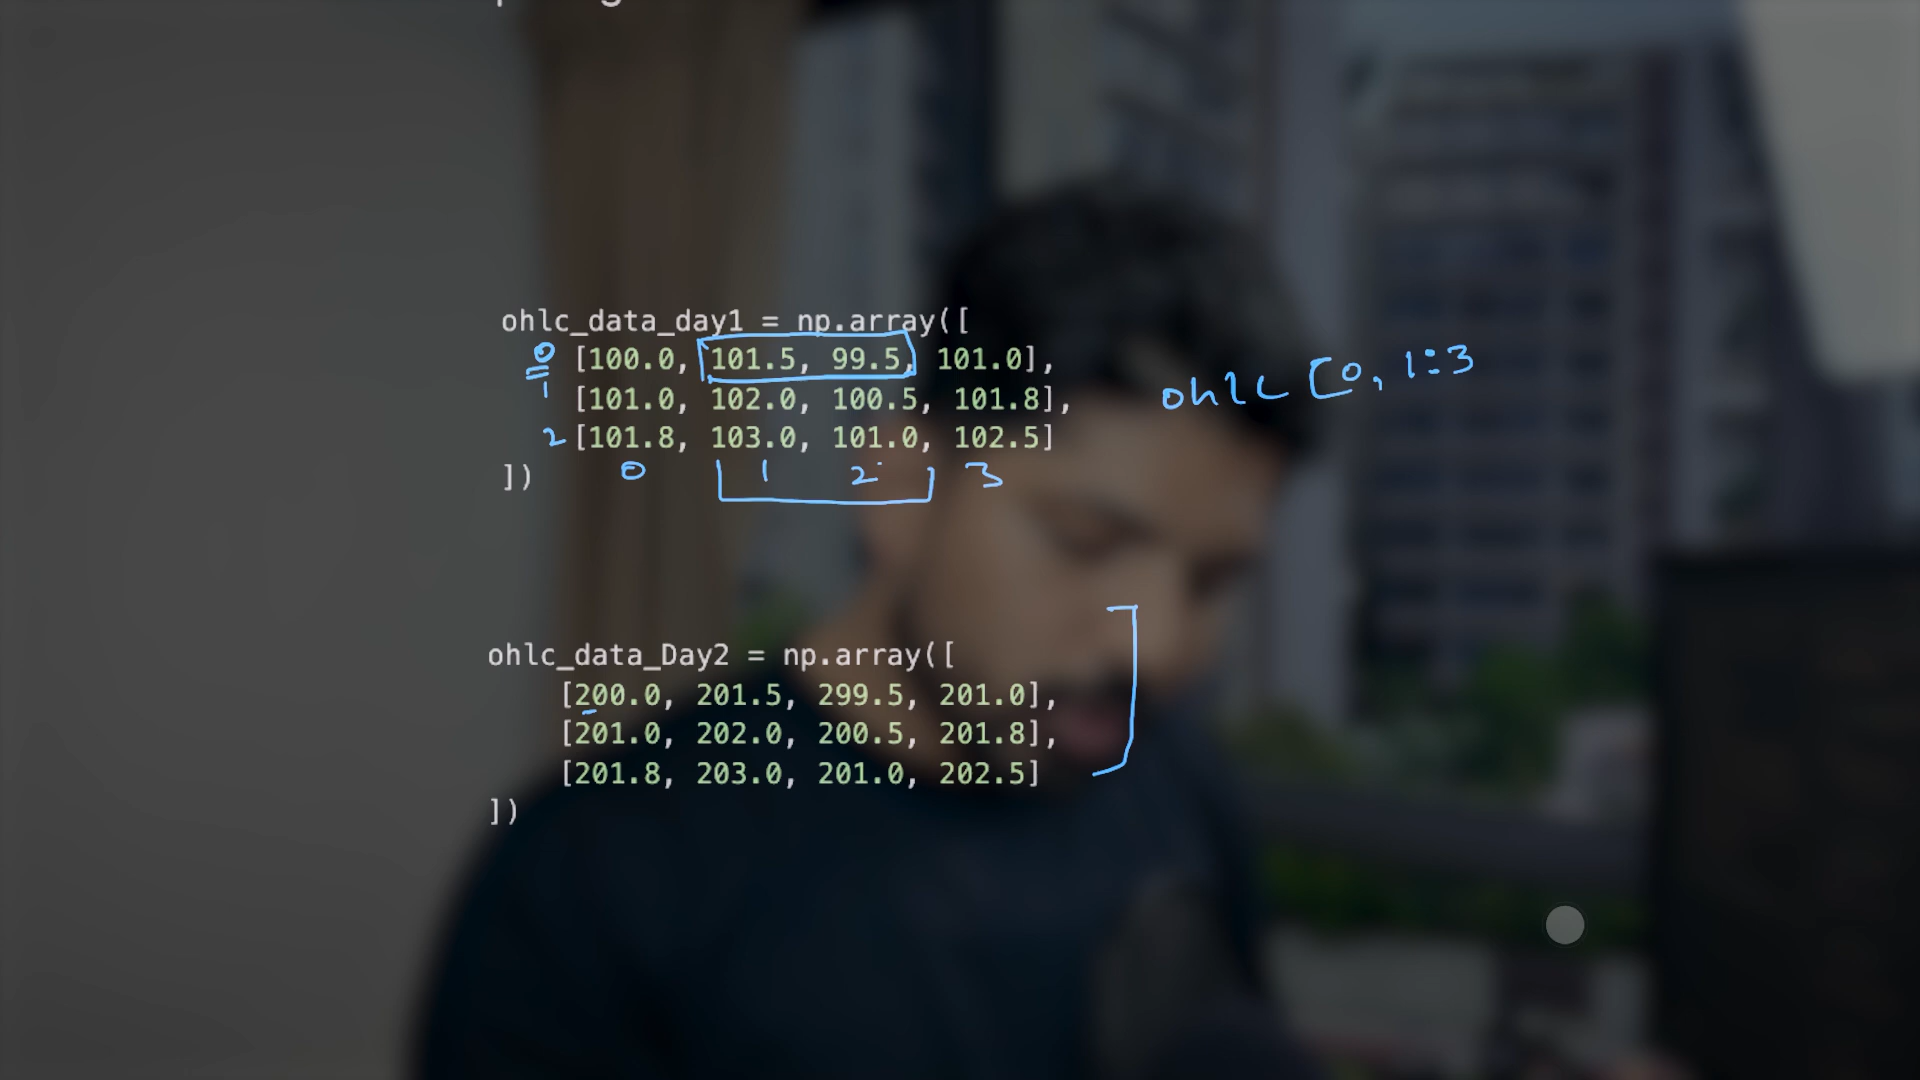 ohlc_data_day1 = np.array([
0 [100.0, 101.5, 99.5, 101.0],
1 [101.0, 102.0, 100.5, 101.8],
2 [101.8, 103.0, 101.0, 102.5]
])
0 1 2 3
ohlc [0, 1:3
ohlc_data_Day2 = np.array([
[200.0, 201.5, 299.5, 201.0],
[201.0, 202.0, 200.5, 201.8],
[201.8, 203.0, 201.0, 202.5]
])